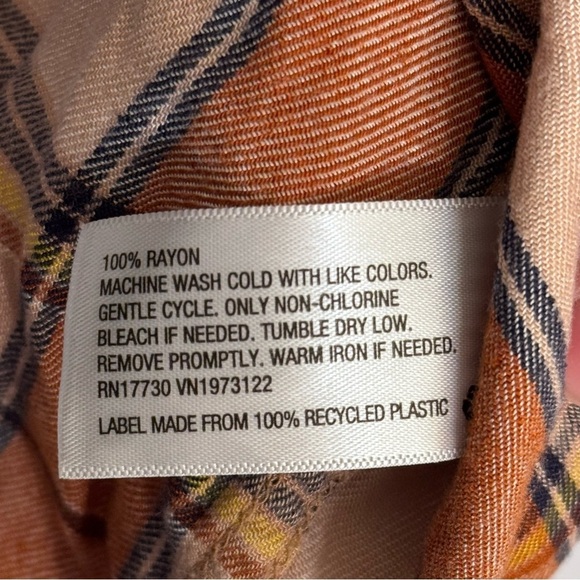 100% RAYON
MACHINE WASH COLD WITH LIKE COLORS.
GENTLE CYCLE. ONLY NON-CHLORINE
BLEACH IF NEEDED. TUMBLE DRY LOW.
REMOVE PROMPTLY. WARM IRON IF NEEDED.
RN17730 VN1973122
LABEL MADE FROM 100% RECYCLED PLASTIC